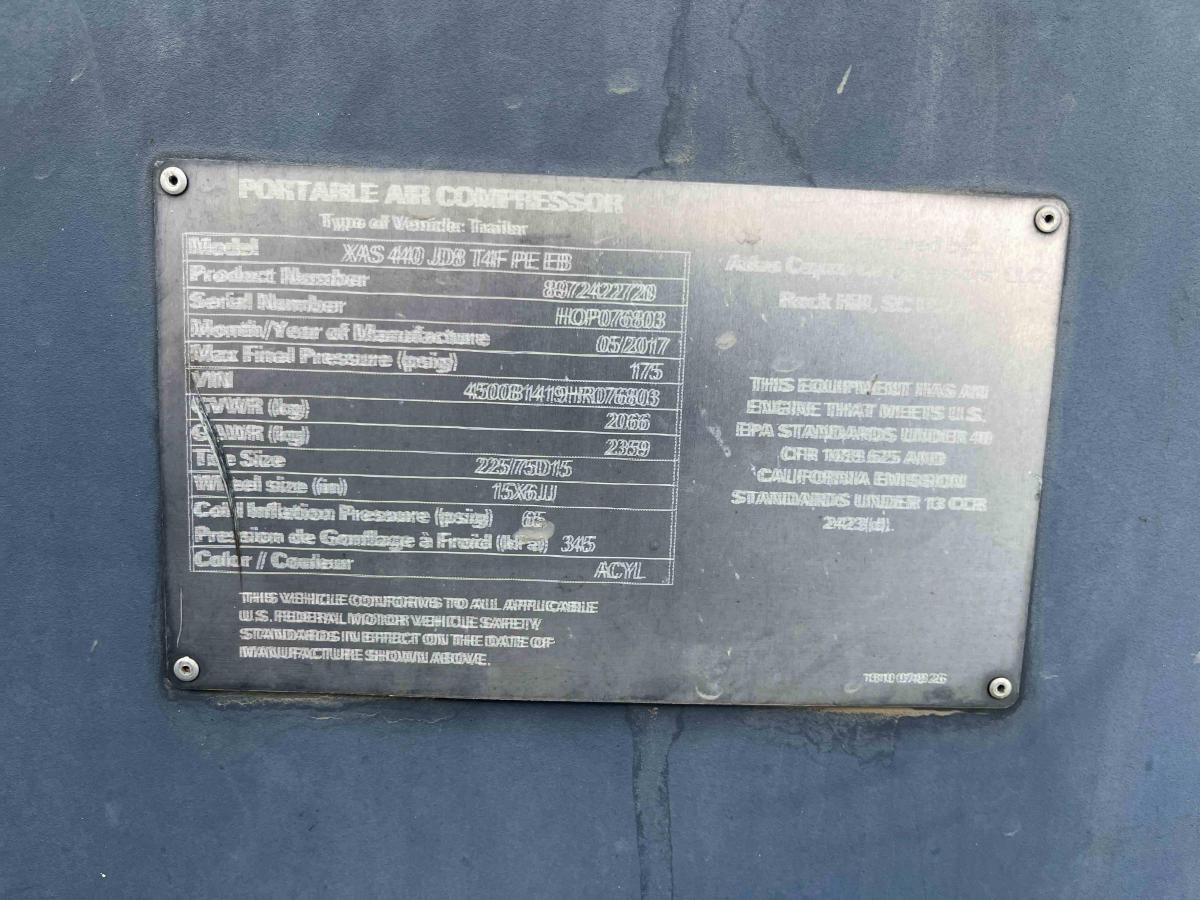 PORTABLE AIR COMPRESSOR
Type of Vehicle: Trailer
Model XAS 440 JD8 T4F PE EB
Product Number 8972422720
Serial Number HOP076803
Month/Year of Manufacture 05/2017
Max Final Pressure (psig) 175
VIN 4500B1419HR076803
GVWR (kg) 2066
GAWR (kg) 2359
Tire Size 225/75D15
Wheel size (in) 15X6JJ
Cold Inflation Pressure (psig) 65
Pression de Gonflage à Froid (kPa) 345
Color // Couleur ACYL
THIS VEHICLE CONFORMS TO ALL APPLICABLE
U.S. FEDERAL MOTOR VEHICLE SAFETY
STANDARDS IN EFFECT ON THE DATE OF
MANUFACTURE SHOWN ABOVE.
Atlas Copco
Rock Hill, SC
THIS EQUIPMENT HAS AN
ENGINE THAT MEETS U.S.
EPA STANDARDS UNDER 40
CFR 1039.625 AND
CALIFORNIA EMISSION
STANDARDS UNDER 13 CCR
2423(d).